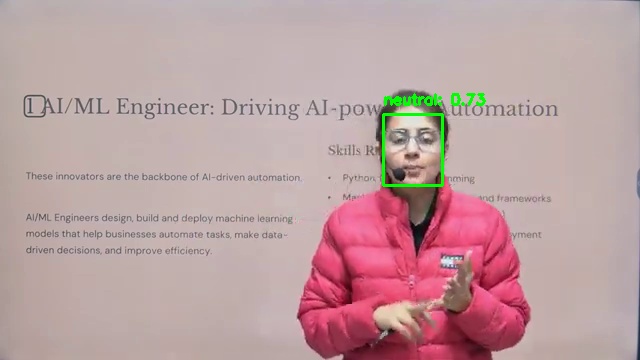 neutral: 0.73
1 AI/ML Engineer: Driving AI-pow Automation
Skills R
These innovators are the backbone of AI-driven automation.
• Python, mming
• Mac and frameworks
AI/ML Engineers design, build and deploy machine learning
models that help businesses automate tasks, make data-
driven decisions, and improve efficiency.
yment